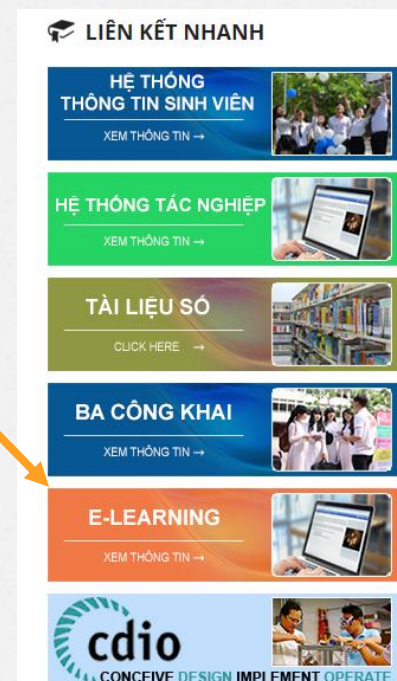 LIÊN KẾT NHANH
HỆ THỐNG
THÔNG TIN SINH VIÊN
XEM THÔNG TIN →
HỆ THỐNG TÁC NGHIỆP
XEM THÔNG TIN →
TÀI LIỆU SỐ
CLICK HERE →
BA CÔNG KHAI
XEM THÔNG TIN →
E-LEARNING
XEM THÔNG TIN →
cdio
CONCEIVE DESIGN IMPLEMENT OPERATE